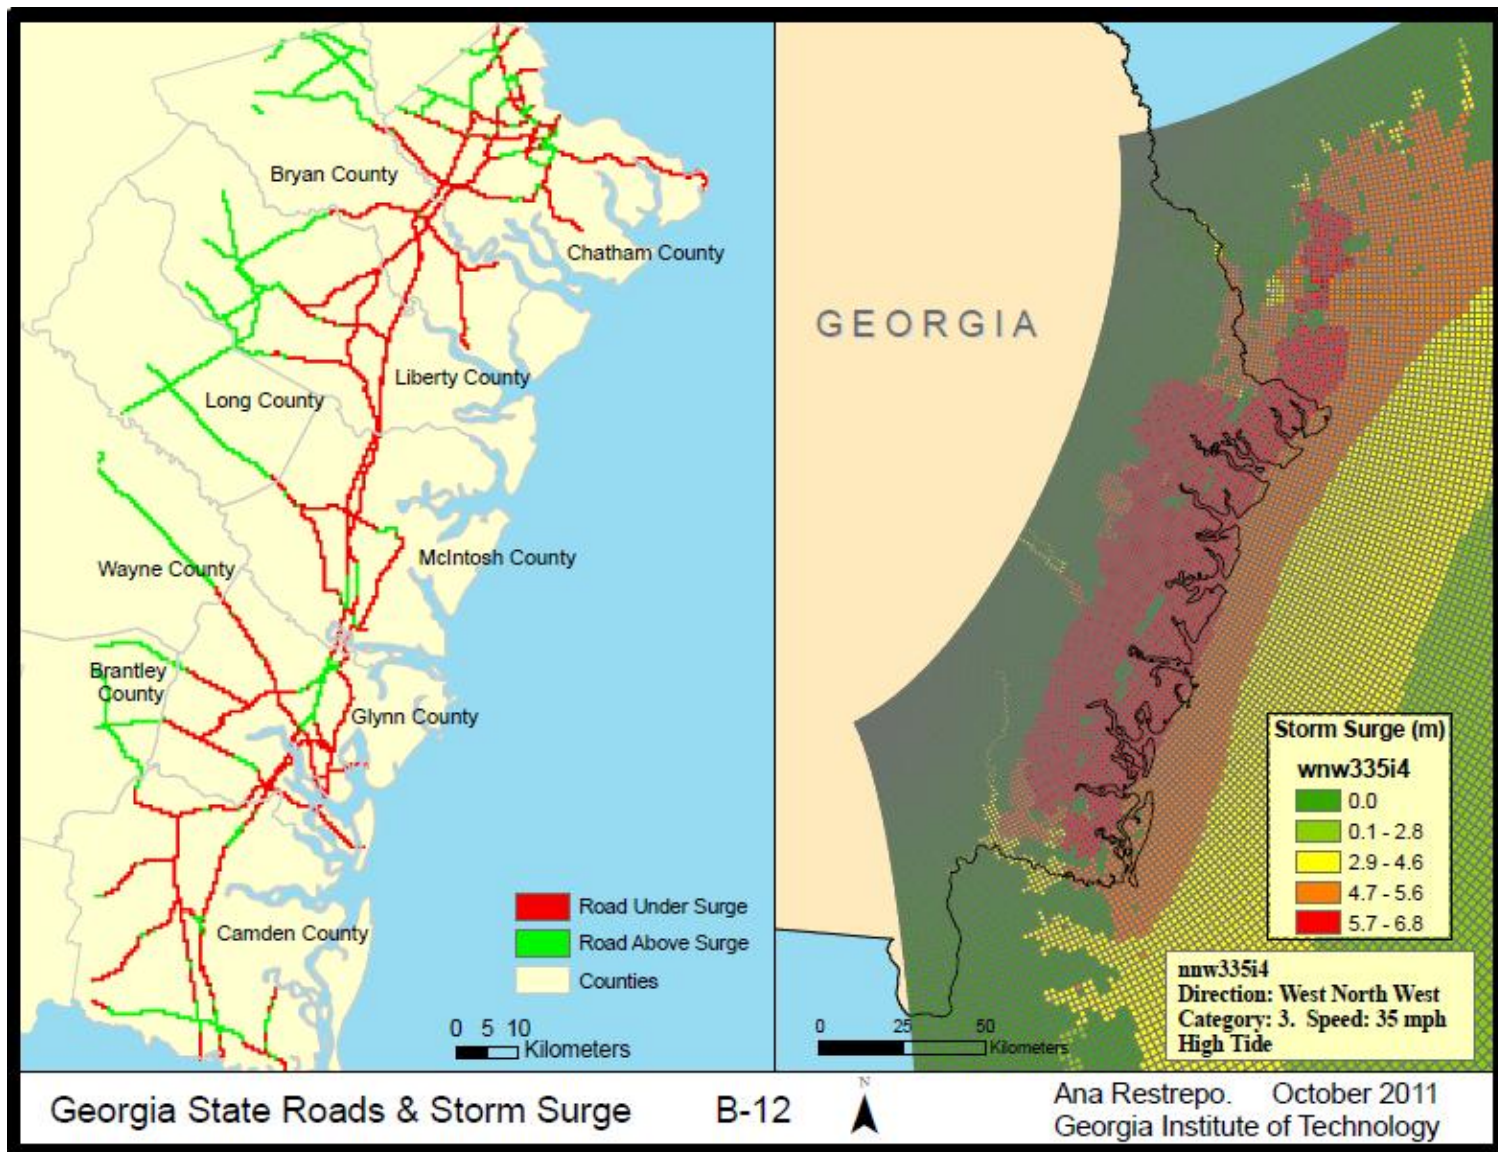 Bryan County
Chatham County
Liberty County
Long County
McIntosh County
Wayne County
Brantley
County
Glynn County
Camden County
Road Under Surge
Road Above Surge
Counties
0 5 10
Kilometers
GEORGIA
Storm Surge (m)
wnw335i4
0.0
0.1 - 2.8
2.9 - 4.6
4.7 - 5.6
5.7 - 6.8
nnw335i4
Direction: West North West
Category: 3. Speed: 35 mph
High Tide
0 25 50
Kilometers
Georgia State Roads & Storm Surge
B-12
N
Ana Restrepo. October 2011
Georgia Institute of Technology